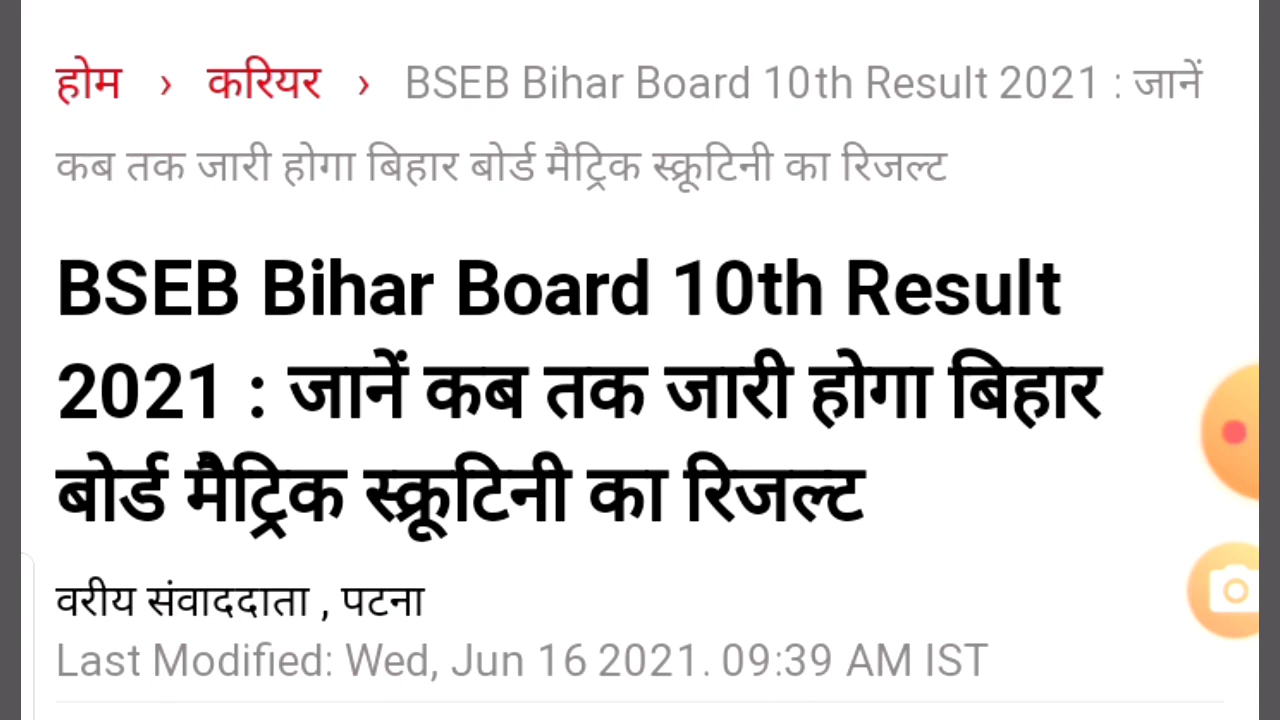 होम › करियर › BSEB Bihar Board 10th Result 2021 : जानें
कब तक जारी होगा बिहार बोर्ड मैट्रिक स्क्रूटिनी का रिजल्ट
BSEB Bihar Board 10th Result
2021 : जानें कब तक जारी होगा बिहार
बोर्ड मैट्रिक स्क्रूटिनी का रिजल्ट
वरीय संवाददाता , पटना
Last Modified: Wed, Jun 16 2021. 09:39 AM IST